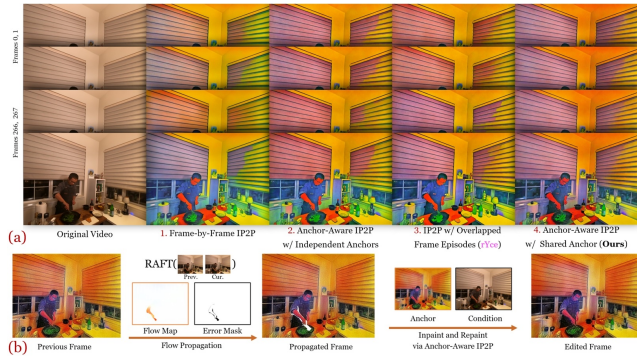 Frames 0, 1
Frames 266, 267
(a)
Original Video
1. Frame-by-Frame IP2P
2. Anchor-Aware IP2P
w/ Independent Anchors
3. IP2P w/ Overlapped
Frame Episodes (rYce)
4. Anchor-Aware IP2P
w/ Shared Anchor (Ours)
(b)
Previous Frame
RAFT( )
Prev. Cur.
Flow Map
Error Mask
Flow Propagation
Propagated Frame
Anchor
Condition
Inpaint and Repaint
via Anchor-Aware IP2P
Edited Frame